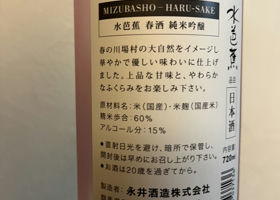 MIZUBASHO – HARU-SAKE
水芭蕉 春酒 純米吟醸
春の川場村の大自然をイメージし
華やかで優しい味わいに仕上げ
ました。上品な甘味と、やわらか
なふくらみをお楽しみ下さい。
原材料名:米(国産)・米麹(国産米)
精米歩合:60%
アルコール分:15%
●直射日光を避け、暗所で保管し、
開封後は早めにお召し上がり下さい。
●お酒は20歳を過ぎてから。
永井酒造株式会社
水芭蕉
品目
日本酒
内容量
720ml